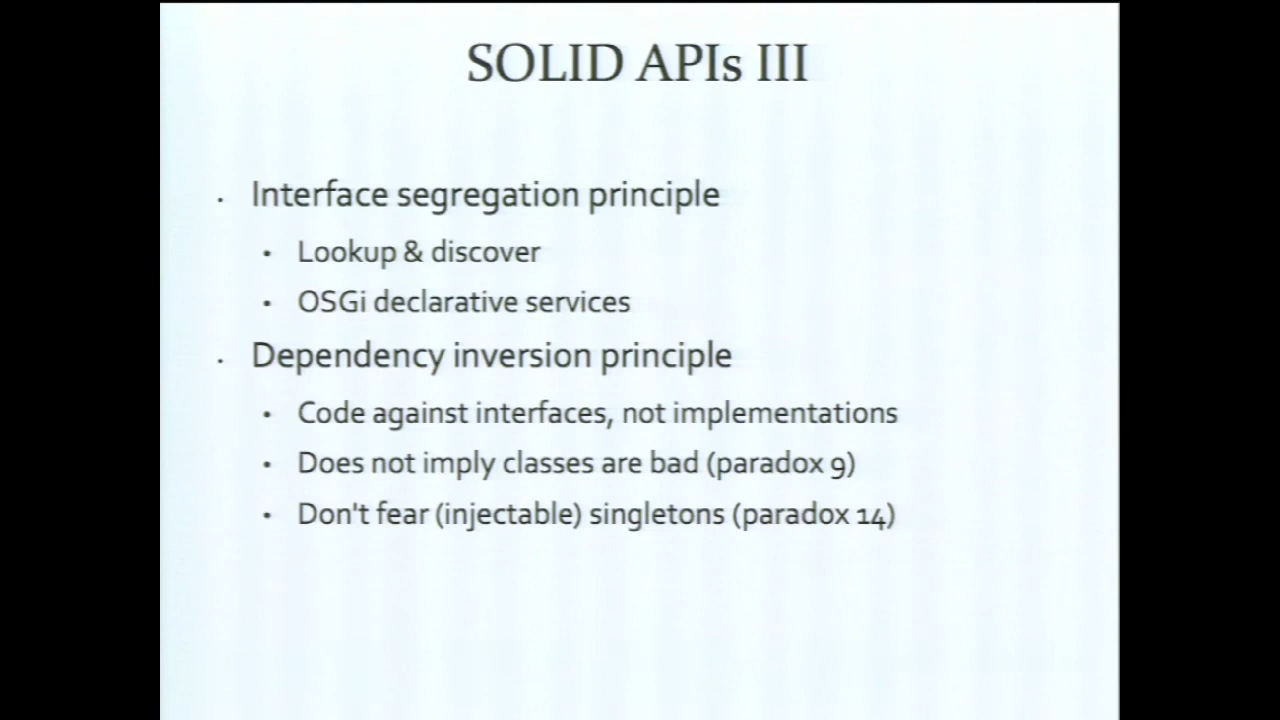 SOLID APIs III
· Interface segregation principle
• Lookup & discover
• OSGi declarative services
· Dependency inversion principle
• Code against interfaces, not implementations
• Does not imply classes are bad (paradox 9)
• Don't fear (injectable) singletons (paradox 14)